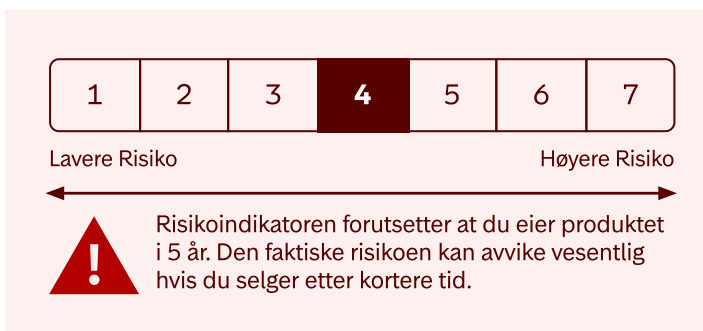 1 2 3 4 5 6 7
Lavere Risiko Høyere Risiko
!
Risikoindikatoren forutsetter at du eier produktet
i 5 år. Den faktiske risikoen kan avvike vesentlig
hvis du selger etter kortere tid.